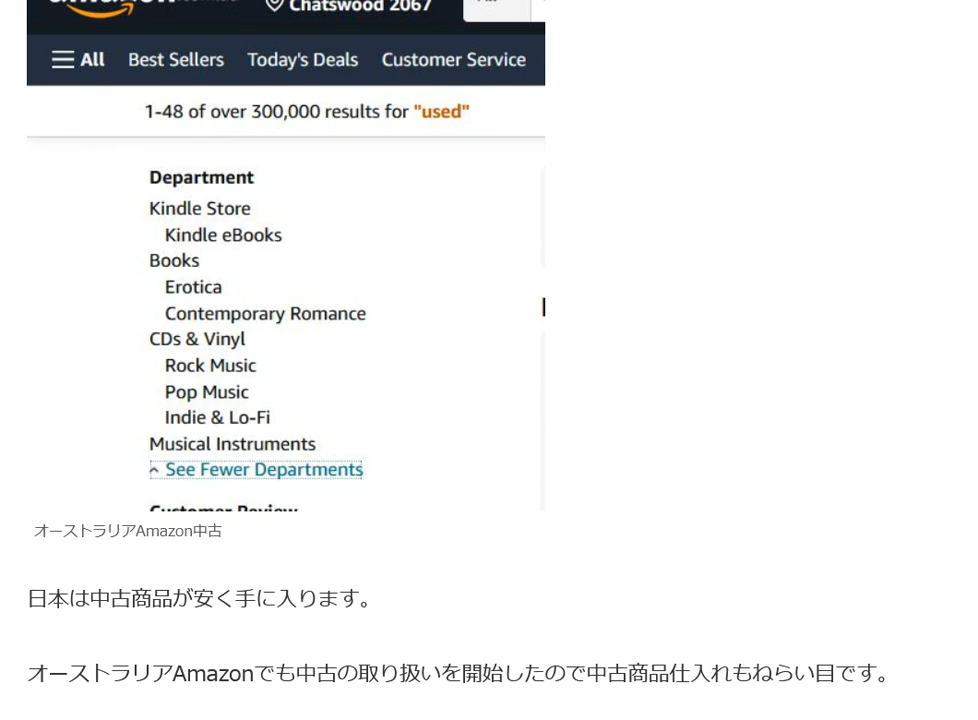 Chatswood 2067
All Best Sellers Today's Deals Customer Service
1-48 of over 300,000 results for "used"
Department
Kindle Store
Kindle eBooks
Books
Erotica
Contemporary Romance
CDs & Vinyl
Rock Music
Pop Music
Indie & Lo-Fi
Musical Instruments
See Fewer Departments
Customer Review
オーストラリアAmazon中古
日本は中古商品が安く手に入ります。
オーストラリアAmazonでも中古の取り扱いを開始したので中古商品仕入れもねらい目です。